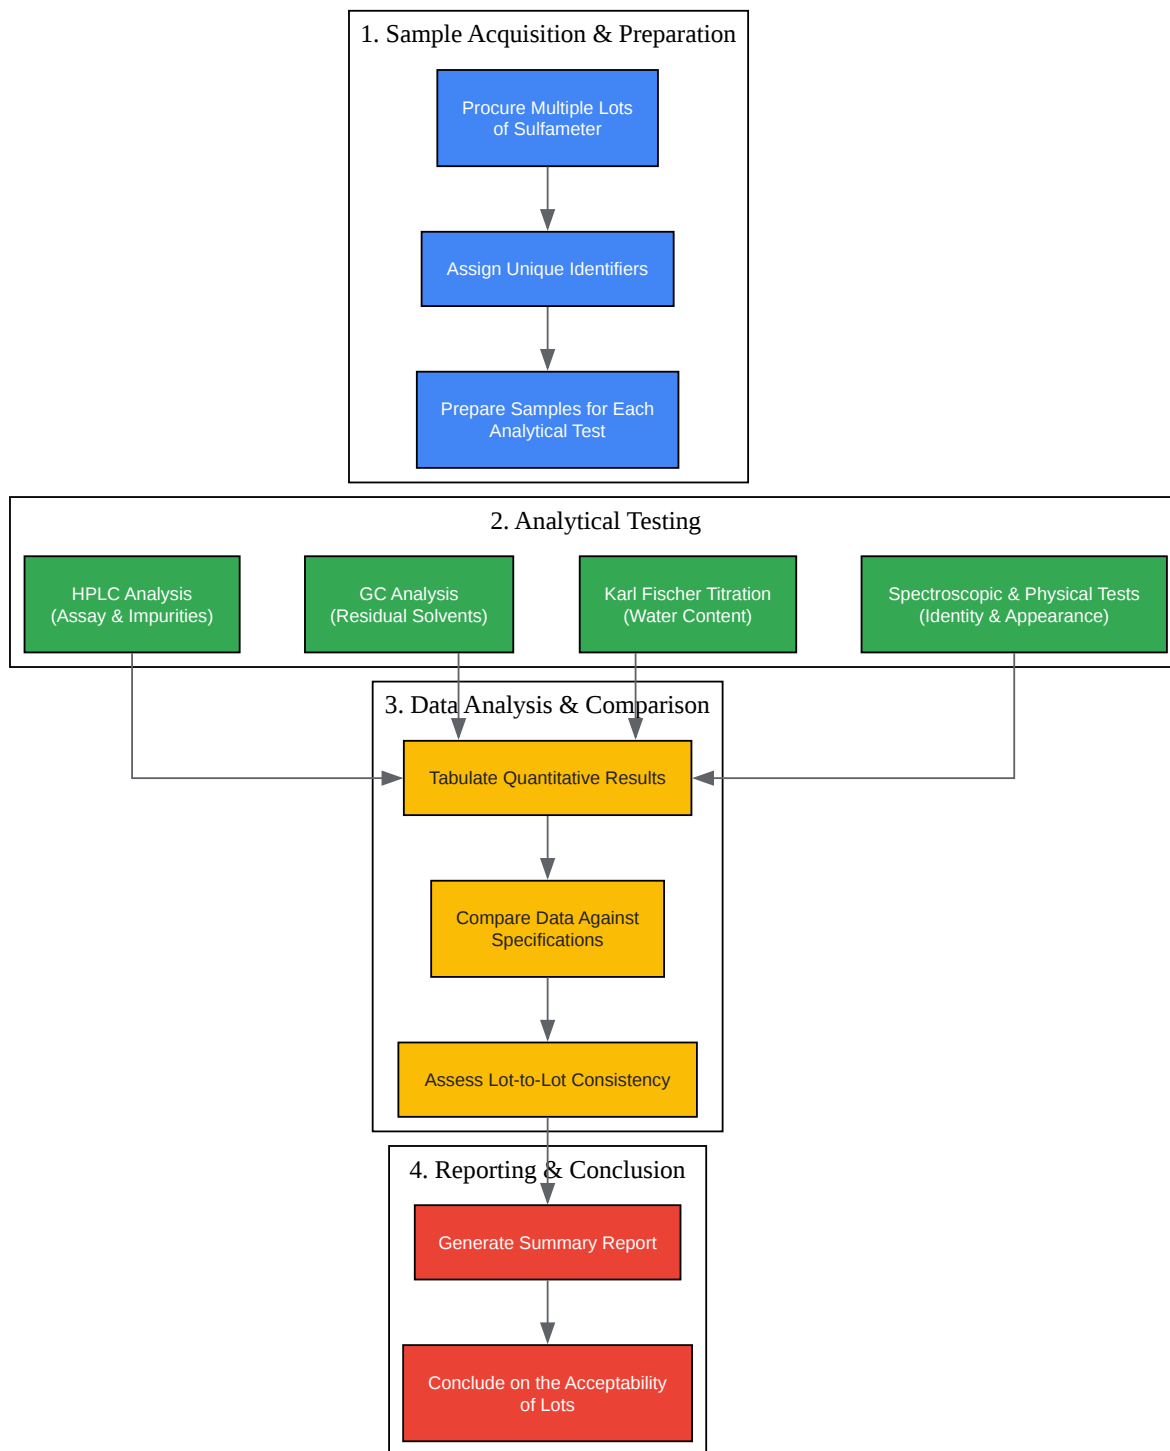 1. Sample Acquisition & Preparation
Procure Multiple Lots
of Sulfameter
Assign Unique Identifiers
Prepare Samples for Each
Analytical Test
2. Analytical Testing
HPLC Analysis
(Assay & Impurities)
GC Analysis
(Residual Solvents)
Karl Fischer Titration
(Water Content)
Spectroscopic & Physical Tests
(Identity & Appearance)
3. Data Analysis & Comparison
Tabulate Quantitative Results
Compare Data Against
Specifications
Assess Lot-to-Lot Consistency
4. Reporting & Conclusion
Generate Summary Report
Conclude on the Acceptability
of Lots